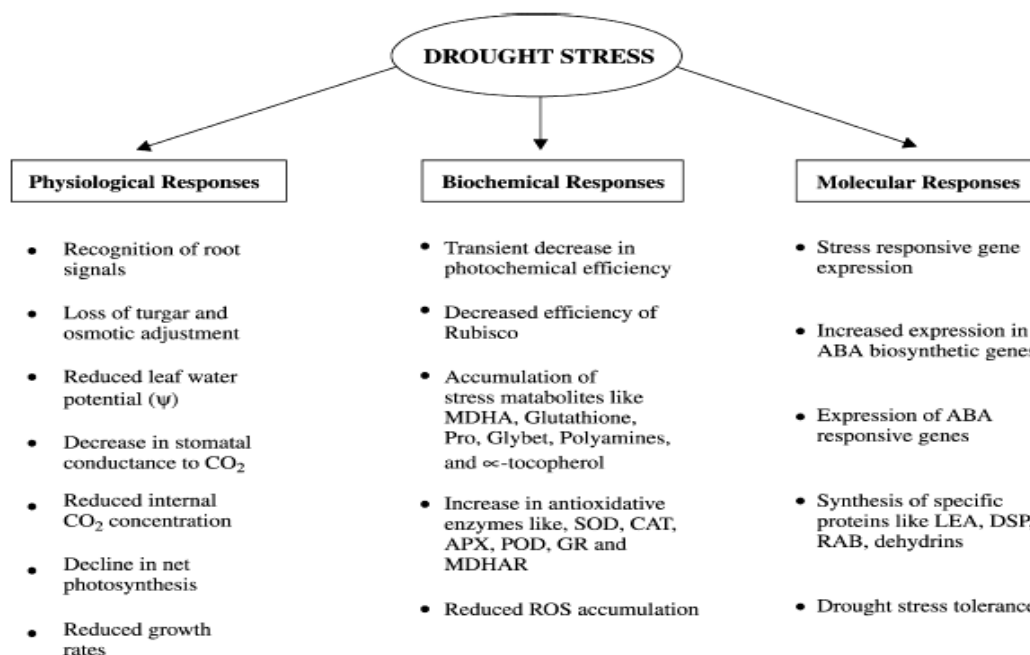 DROUGHT STRESS
Physiological Responses
• Recognition of root
signals
• Loss of turgar and
osmotic adjustment
• Reduced leaf water
potential (ψ)
• Decrease in stomatal
conductance to CO₂
• Reduced internal
CO₂ concentration
• Decline in net
photosynthesis
• Reduced growth
rates
Biochemical Responses
• Transient decrease in
photochemical efficiency
• Decreased efficiency of
Rubisco
• Accumulation of
stress matabolites like
MDHA, Glutathione,
Pro, Glybet, Polyamines,
and ∝-tocopherol
• Increase in antioxidative
enzymes like, SOD, CAT,
APX, POD, GR and
MDHAR
• Reduced ROS accumulation
Molecular Responses
• Stress responsive gene
expression
• Increased expression in
ABA biosynthetic genes
• Expression of ABA
responsive genes
• Synthesis of specific
proteins like LEA, DSP,
RAB, dehydrins
• Drought stress tolerance